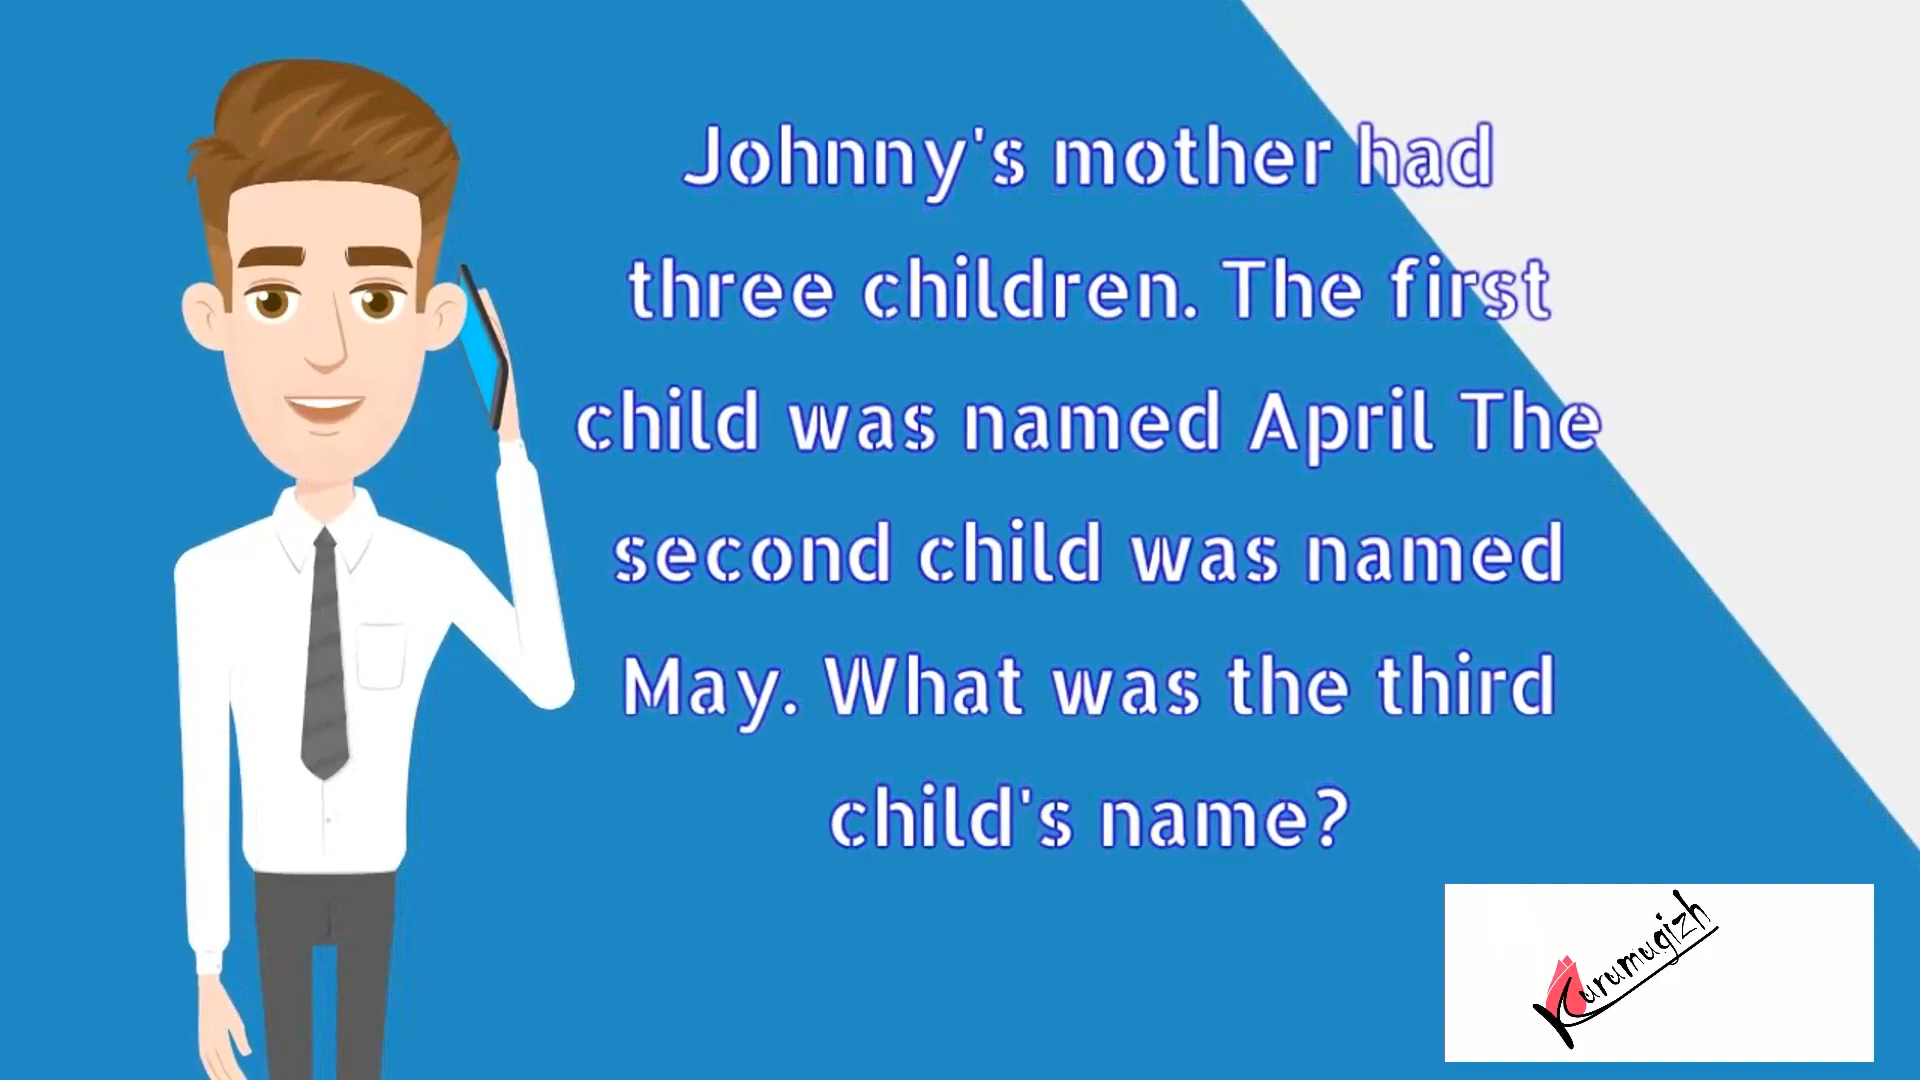 Johnny's mother had
three children. The first
child was named April The
second child was named
May. What was the third
child's name?
Kurumugizh